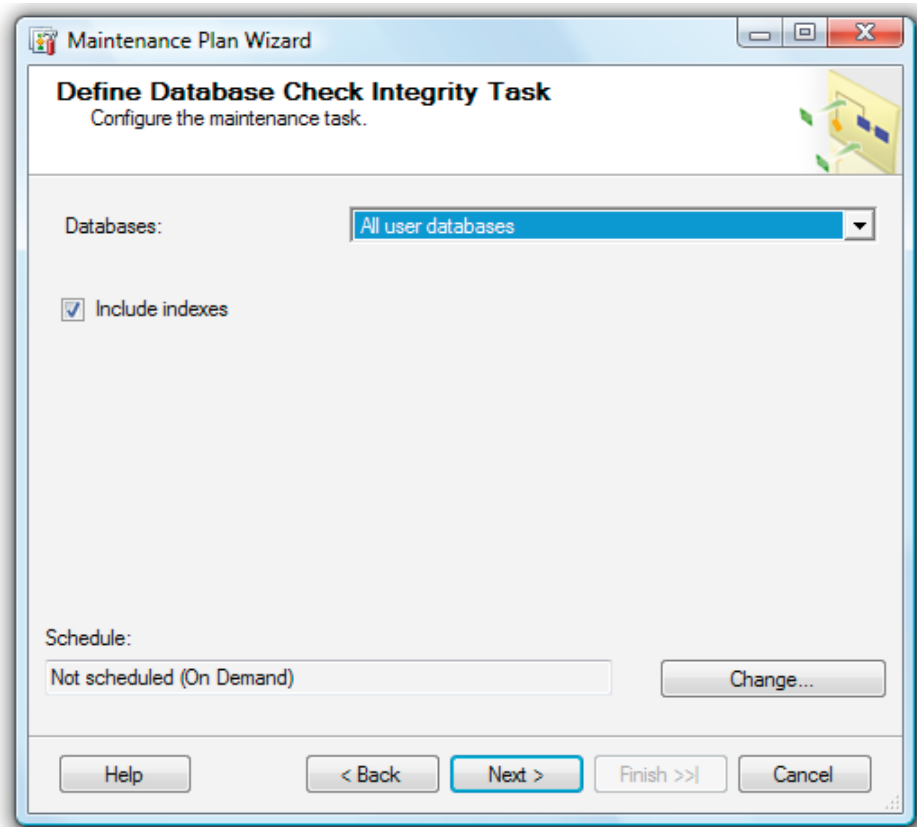 Maintenance Plan Wizard
Define Database Check Integrity Task
Configure the maintenance task.
Databases:
All user databases
Include indexes
Schedule:
Not scheduled (On Demand)
Change...
Help
< Back
Next >
Finish >>|
Cancel